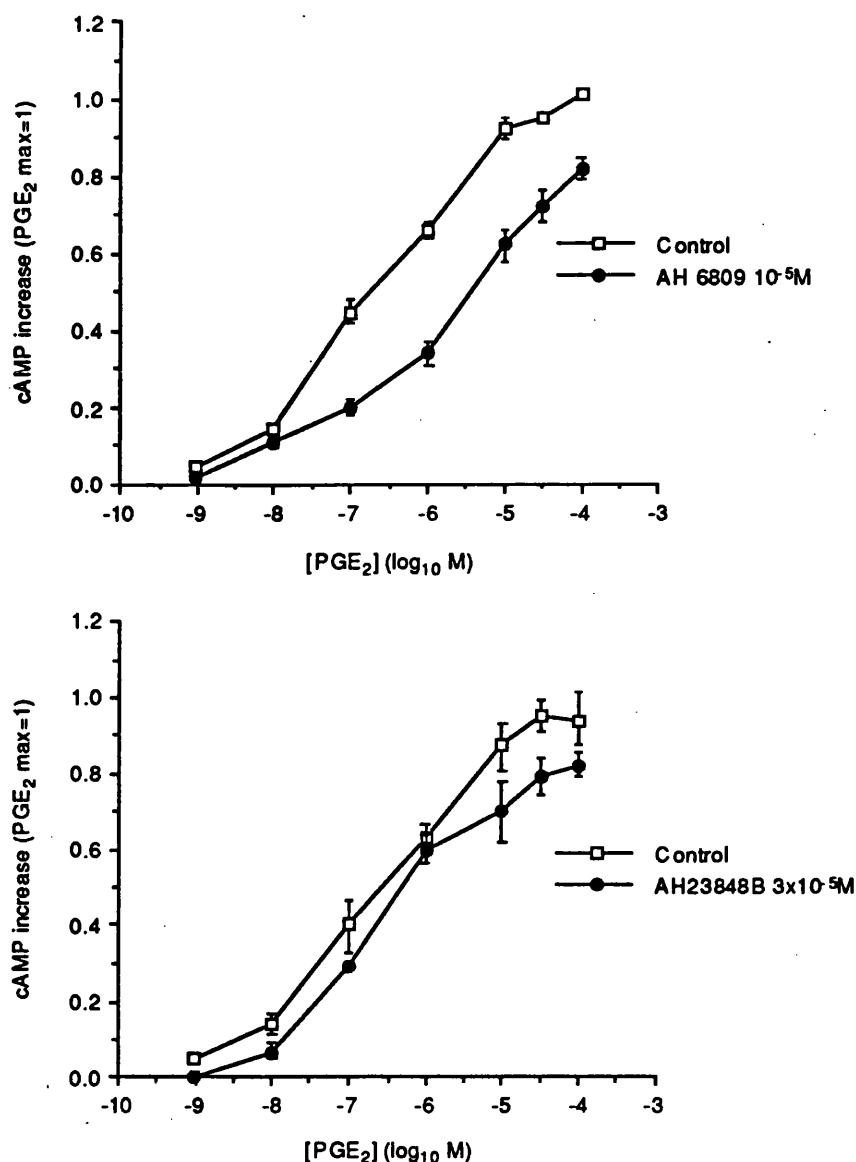 1.2
1.0
0.8
0.6
0.4
0.2
0.0
cAMP increase (PGE2 max=1)
-10 -9 -8 -7 -6 -5 -4 -3
[PGE2] (log10 M)
Control
AH 6809 10-5M
1.2
1.0
0.8
0.6
0.4
0.2
0.0
cAMP increase (PGE2 max=1)
-10 -9 -8 -7 -6 -5 -4 -3
[PGE2] (log10 M)
Control
AH23848B 3x10-5M